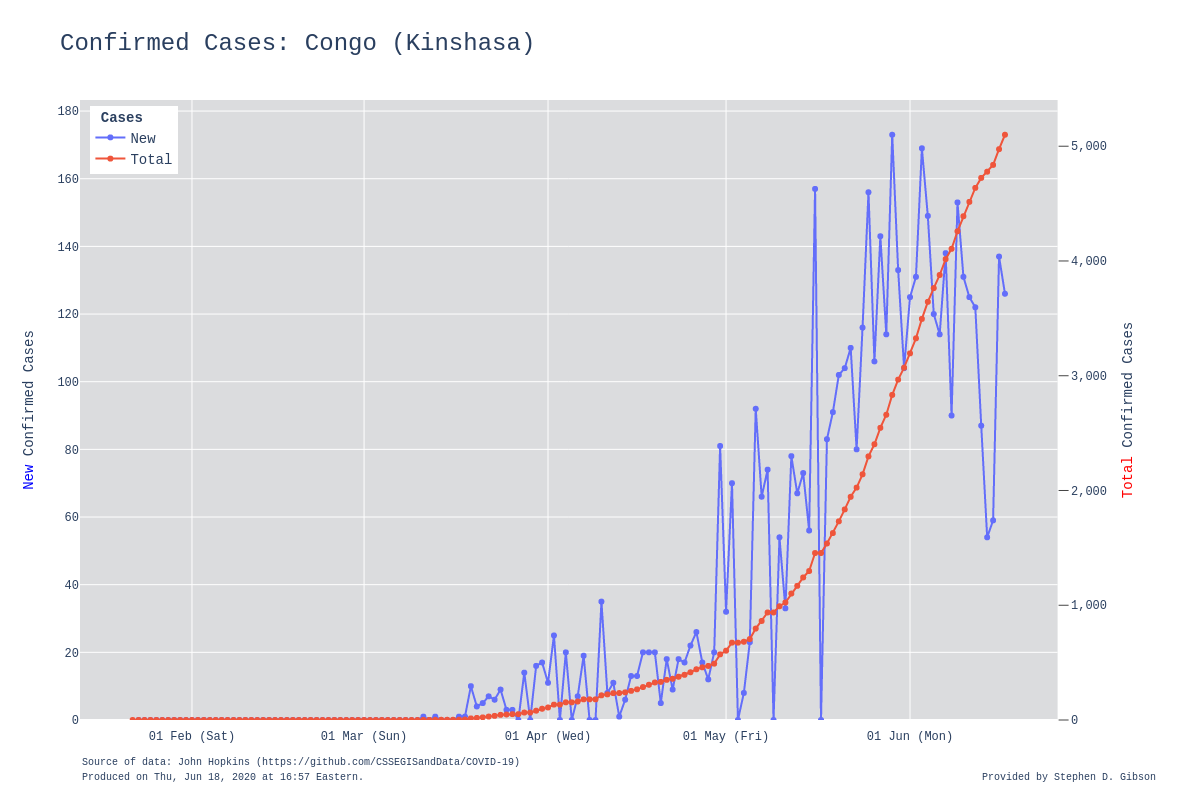 Confirmed Cases: Congo (Kinshasa)
Cases
New
Total
180
160
140
120
100
80
60
40
20
0
New Confirmed Cases
5,000
4,000
3,000
2,000
1,000
0
Total Confirmed Cases
01 Feb (Sat) 01 Mar (Sun) 01 Apr (Wed) 01 May (Fri) 01 Jun (Mon)
Source of data: John Hopkins (https://github.com/CSSEGISandData/COVID-19)
Produced on Thu, Jun 18, 2020 at 16:57 Eastern.
Provided by Stephen D. Gibson